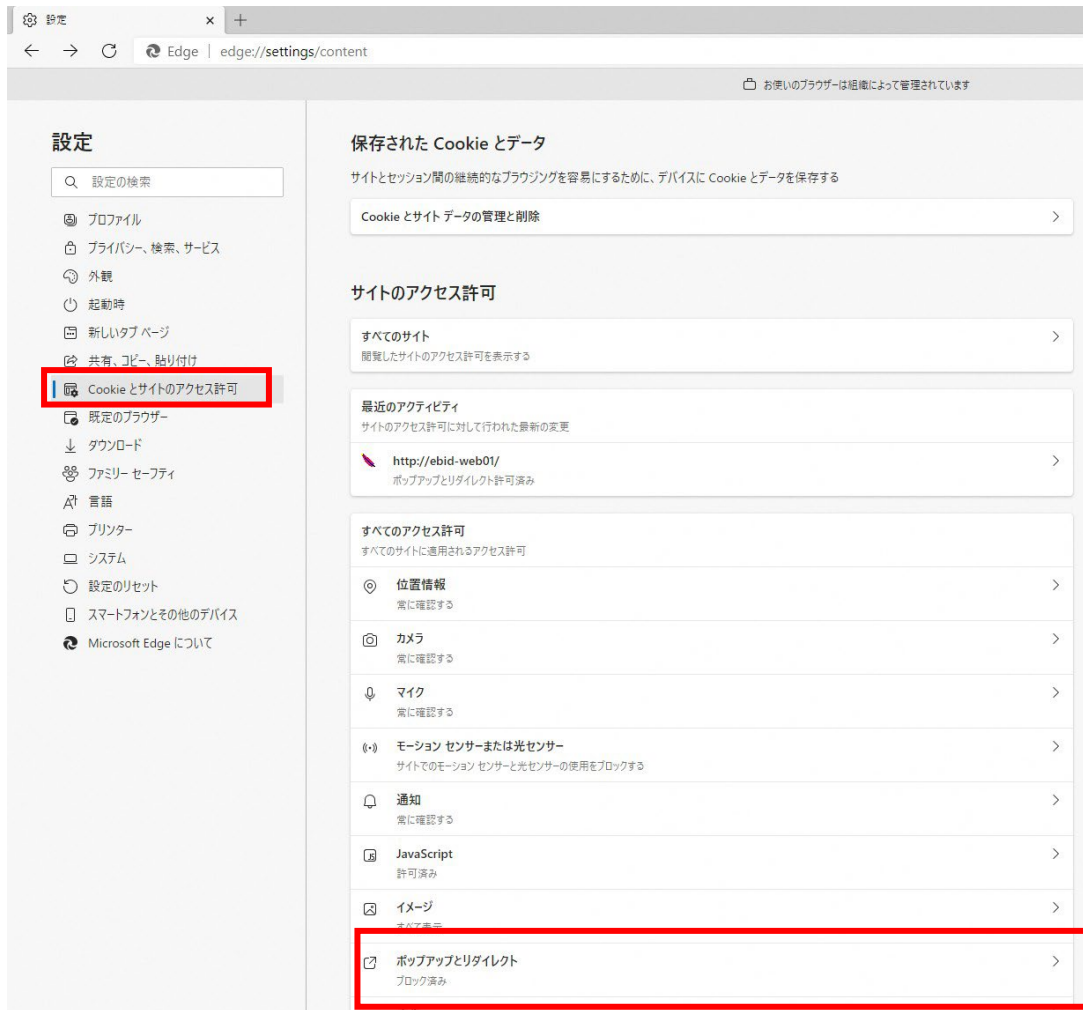 設定
Edge | edge://settings/content
お使いのブラウザーは組織によって管理されています
設定
設定の検索
プロファイル
プライバシー、検索、サービス
外観
起動時
新しいタブ ページ
共有、コピー、貼り付け
Cookie とサイトのアクセス許可
既定のブラウザー
ダウンロード
ファミリー セーフティ
言語
プリンター
システム
設定のリセット
スマートフォンとその他のデバイス
Microsoft Edge について
保存された Cookie とデータ
サイトとセッション間の継続的なブラウジングを容易にするために、デバイスに Cookie とデータを保存する
Cookie とサイト データの管理と削除
サイトのアクセス許可
すべてのサイト
閲覧したサイトのアクセス許可を表示する
最近のアクティビティ
サイトのアクセス許可に対して行われた最新の変更
http://ebid-web01/
ポップアップとリダイレクト許可済み
すべてのアクセス許可
すべてのサイトに適用されるアクセス許可
位置情報
常に確認する
カメラ
常に確認する
マイク
常に確認する
モーション センサーまたは光センサー
サイトでのモーション センサーと光センサーの使用をブロックする
通知
常に確認する
JavaScript
許可済み
イメージ
すべて表示
ポップアップとリダイレクト
ブロック済み